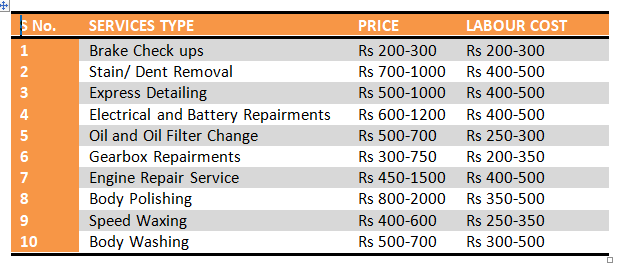 S No. SERVICES TYPE PRICE LABOUR COST
1 Brake Check ups Rs 200-300 Rs 200-300
2 Stain/ Dent Removal Rs 700-1000 Rs 400-500
3 Express Detailing Rs 500-1000 Rs 400-500
4 Electrical and Battery Repairments Rs 600-1200 Rs 400-500
5 Oil and Oil Filter Change Rs 500-700 Rs 250-300
6 Gearbox Repairments Rs 300-750 Rs 200-350
7 Engine Repair Service Rs 450-1500 Rs 400-500
8 Body Polishing Rs 800-2000 Rs 350-500
9 Speed Waxing Rs 400-600 Rs 250-350
10 Body Washing Rs 500-700 Rs 300-500